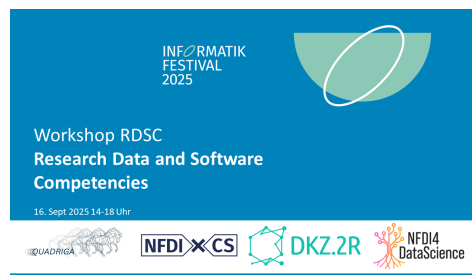 INFORMATIK
FESTIVAL
2025
Workshop RDSC
Research Data and Software
Competencies
16. Sept 2025 14-18 Uhr
QUADRIGA
NFDI X CS
DKZ.2R
NFDI4
DataScience